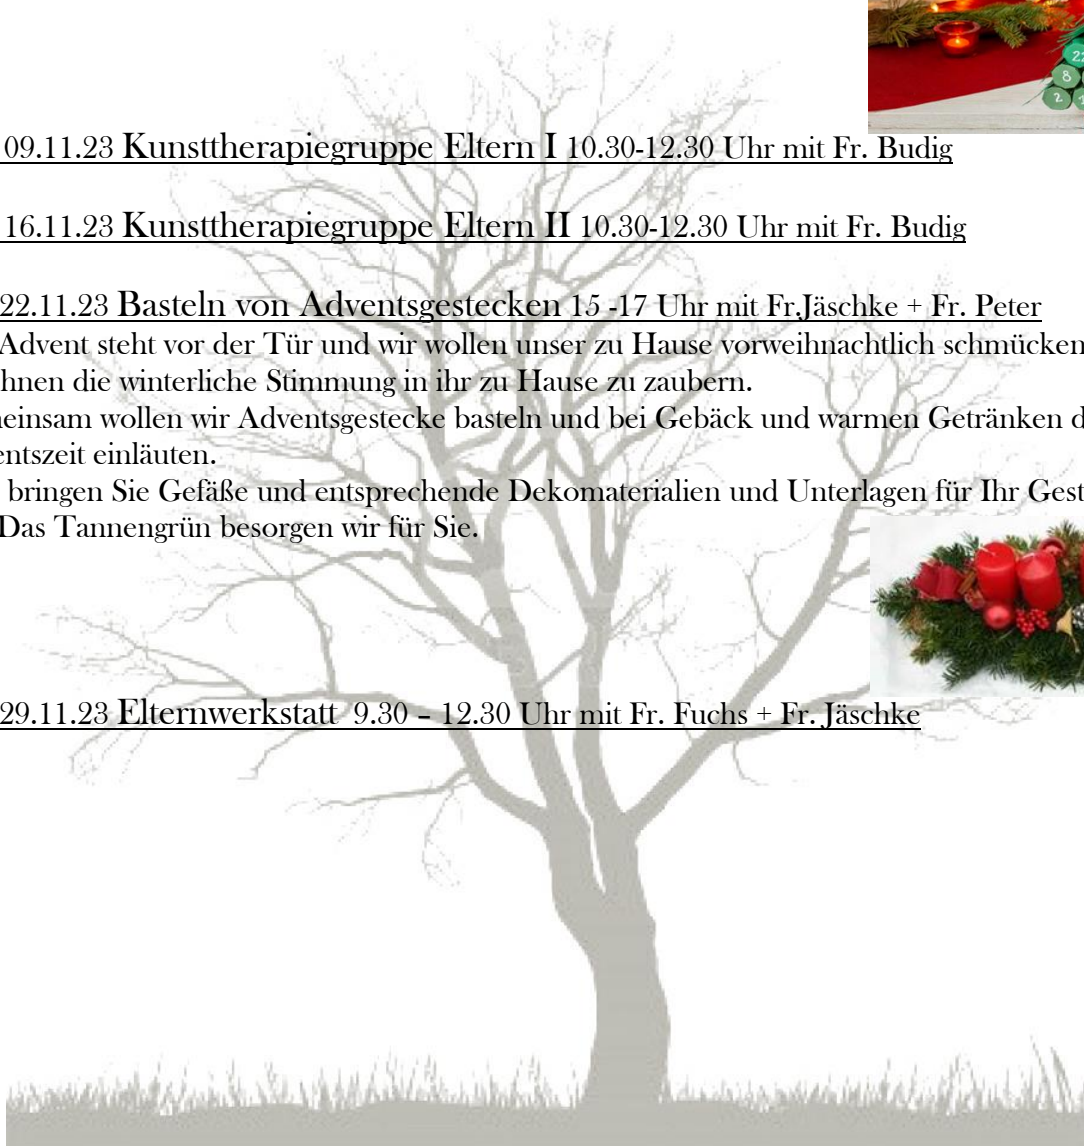 22
8
2
09.11.23 Kunsttherapiegruppe Eltern I 10.30-12.30 Uhr mit Fr. Budig
16.11.23 Kunsttherapiegruppe Eltern II 10.30-12.30 Uhr mit Fr. Budig
22.11.23 Basteln von Adventsgestecken 15 -17 Uhr mit Fr.Jäschke + Fr. Peter
Advent steht vor der Tür und wir wollen unser zu Hause vorweihnachtlich schmücken
hnen die winterliche Stimmung in ihr zu Hause zu zaubern.
einsam wollen wir Adventsgestecke basteln und bei Gebäck und warmen Getränken d
entszeit einläuten.
bringen Sie Gefäße und entsprechende Dekomaterialien und Unterlagen für Ihr Gest
Das Tannengrün besorgen wir für Sie.
29.11.23 Elternwerkstatt 9.30 – 12.30 Uhr mit Fr. Fuchs + Fr. Jäschke